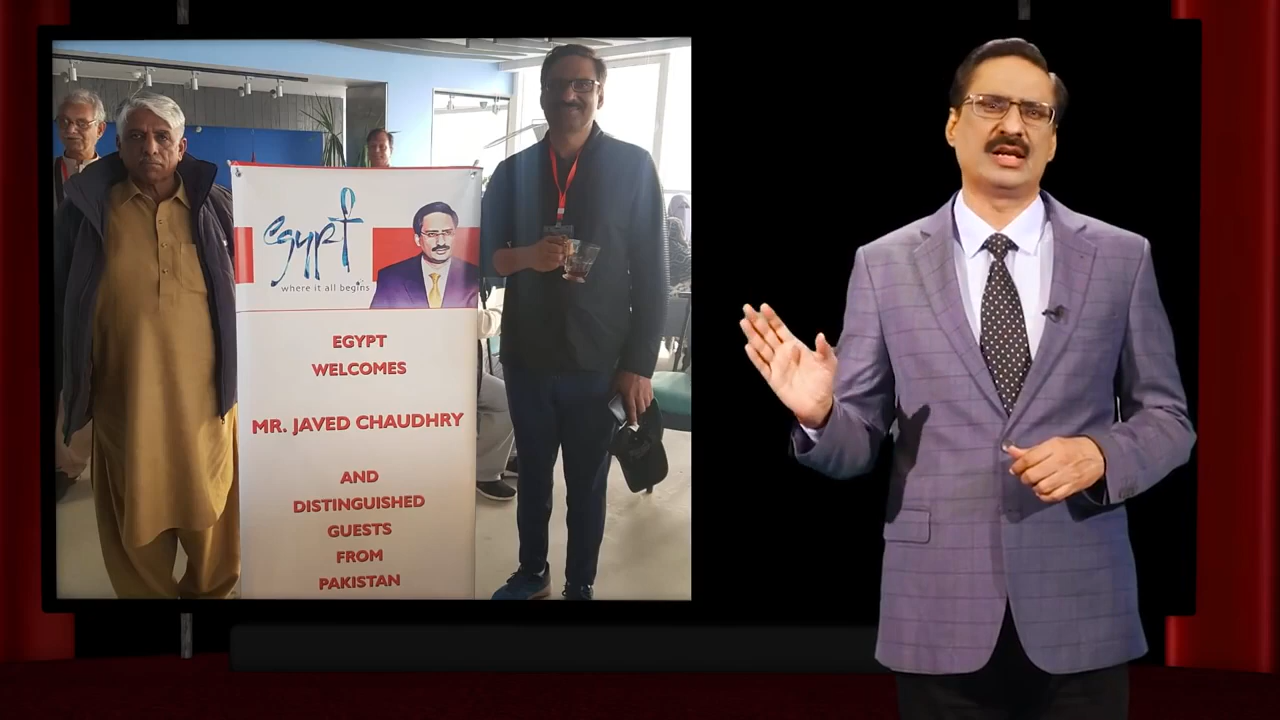 egypt
where it all begins
EGYPT
WELCOMES
MR. JAVED CHAUDHRY
AND
DISTINGUISHED
GUESTS
FROM
PAKISTAN